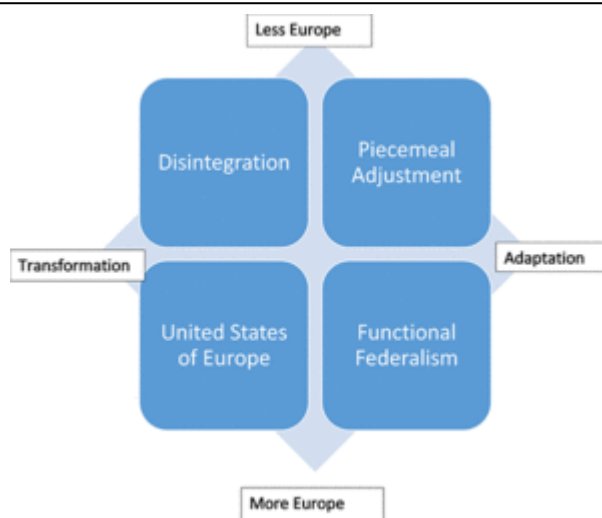 Less Europe
Disintegration
Piecemeal
Adjustment
Transformation
Adaptation
United States
of Europe
Functional
Federalism
More Europe